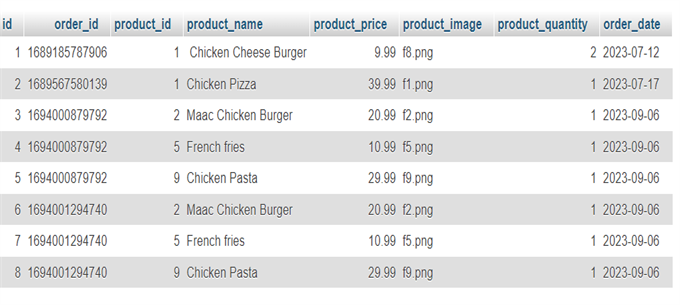 id order_id product_id product_name product_price product_image product_quantity order_date
1 1689185787906 1 Chicken Cheese Burger 9.99 f8.png 2 2023-07-12
2 1689567580139 1 Chicken Pizza 39.99 f1.png 1 2023-07-17
3 1694000879792 2 Maac Chicken Burger 20.99 f2.png 1 2023-09-06
4 1694000879792 5 French fries 10.99 f5.png 1 2023-09-06
5 1694000879792 9 Chicken Pasta 29.99 f9.png 1 2023-09-06
6 1694001294740 2 Maac Chicken Burger 20.99 f2.png 1 2023-09-06
7 1694001294740 5 French fries 10.99 f5.png 1 2023-09-06
8 1694001294740 9 Chicken Pasta 29.99 f9.png 1 2023-09-06